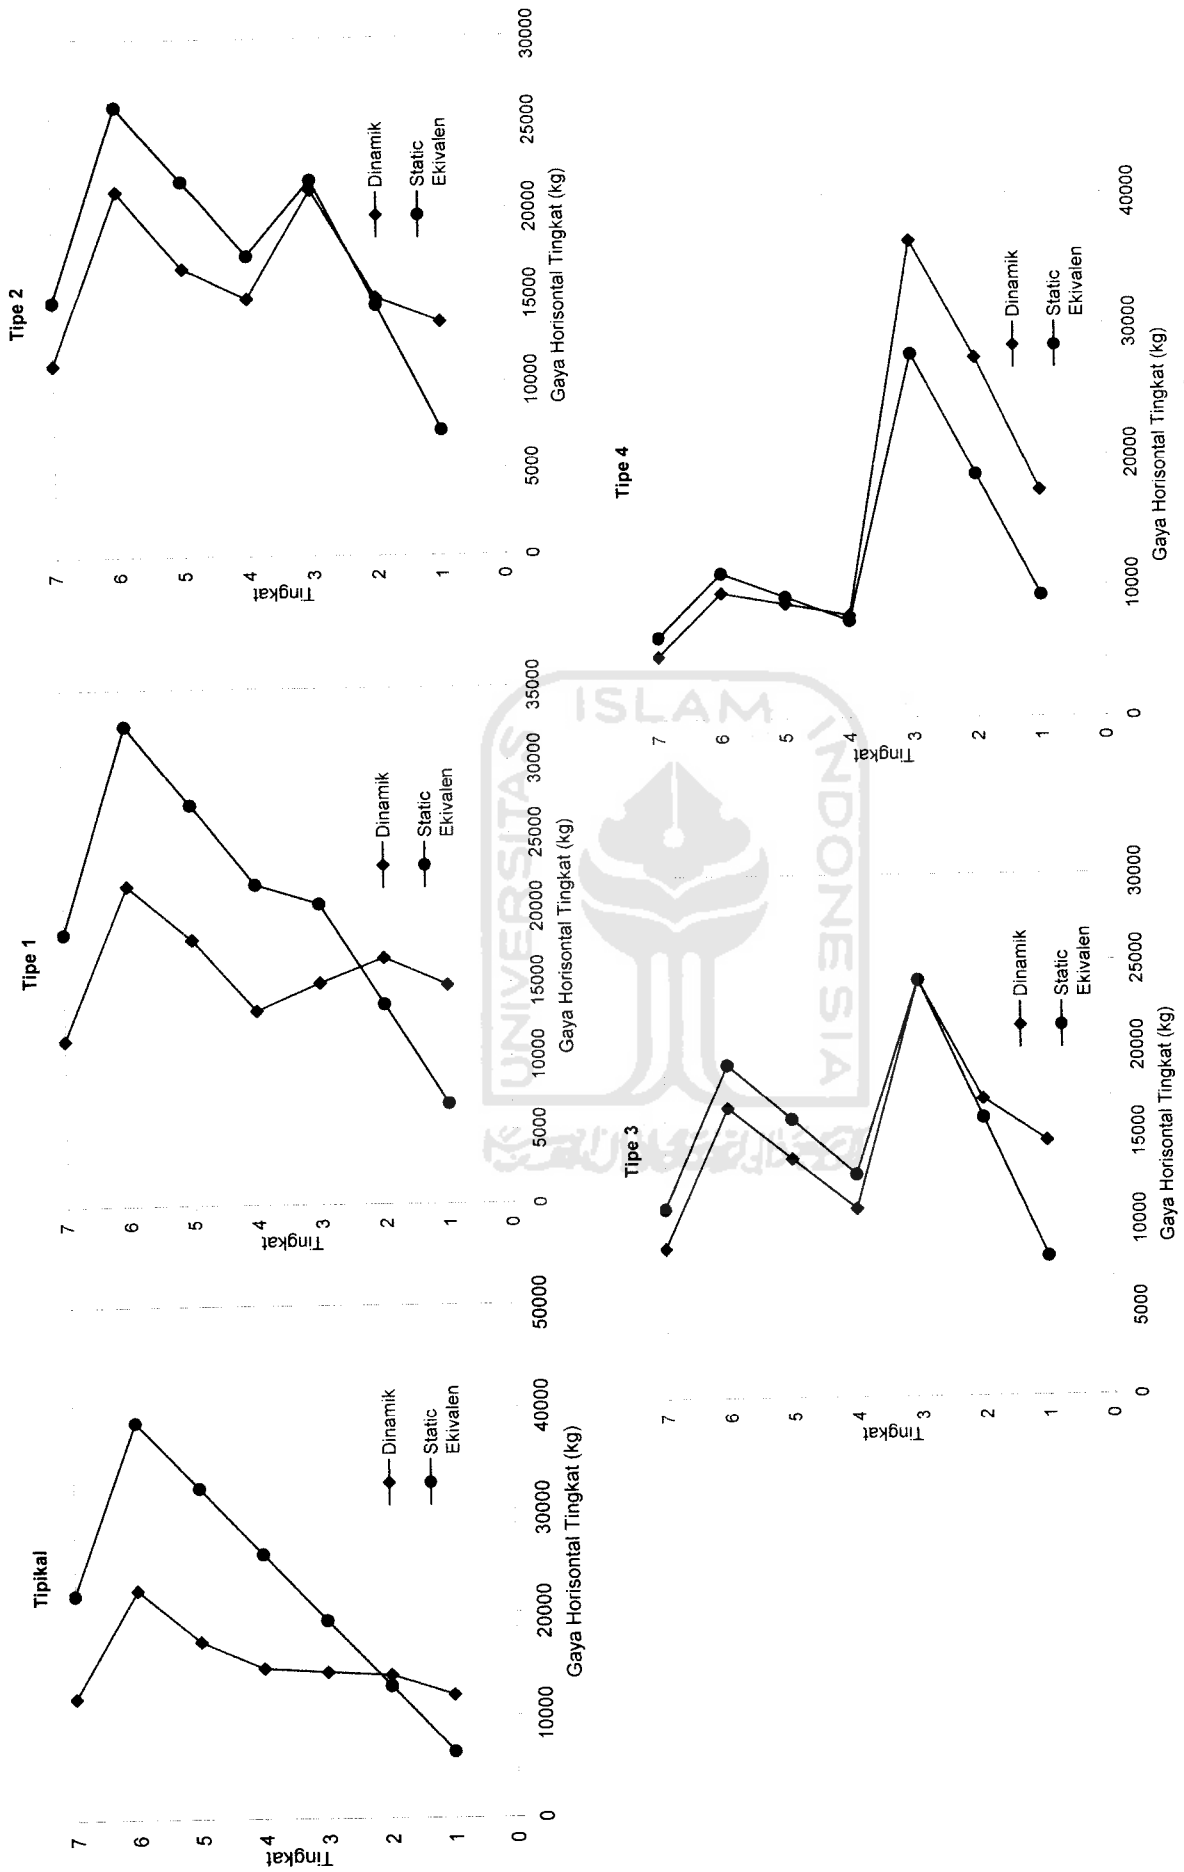 Tipikal
7
6
5
4
3
2
1
0
Tingkat
0
10000
20000
30000
40000
50000
Gaya Horisontal Tingkat (kg)
Dinamik
Static
Ekivalen
Tipe 1
7
6
5
4
3
2
1
0
Tingkat
0
5000
10000
15000
20000
25000
30000
35000
Gaya Horisontal Tingkat (kg)
Dinamik
Static
Ekivalen
Tipe 2
7
6
5
4
3
2
1
0
Tingkat
0
5000
10000
15000
20000
25000
30000
Gaya Horisontal Tingkat (kg)
Dinamik
Static
Ekivalen
Tipe 3
7
6
5
4
3
2
1
0
Tingkat
0
5000
10000
15000
20000
25000
30000
Gaya Horisontal Tingkat (kg)
Dinamik
Static
Ekivalen
Tipe 4
7
6
5
4
3
2
1
0
Tingkat
0
10000
20000
30000
40000
Gaya Horisontal Tingkat (kg)
Dinamik
Static
Ekivalen
UNIVERSITAS
ISLAM
INDONESIA